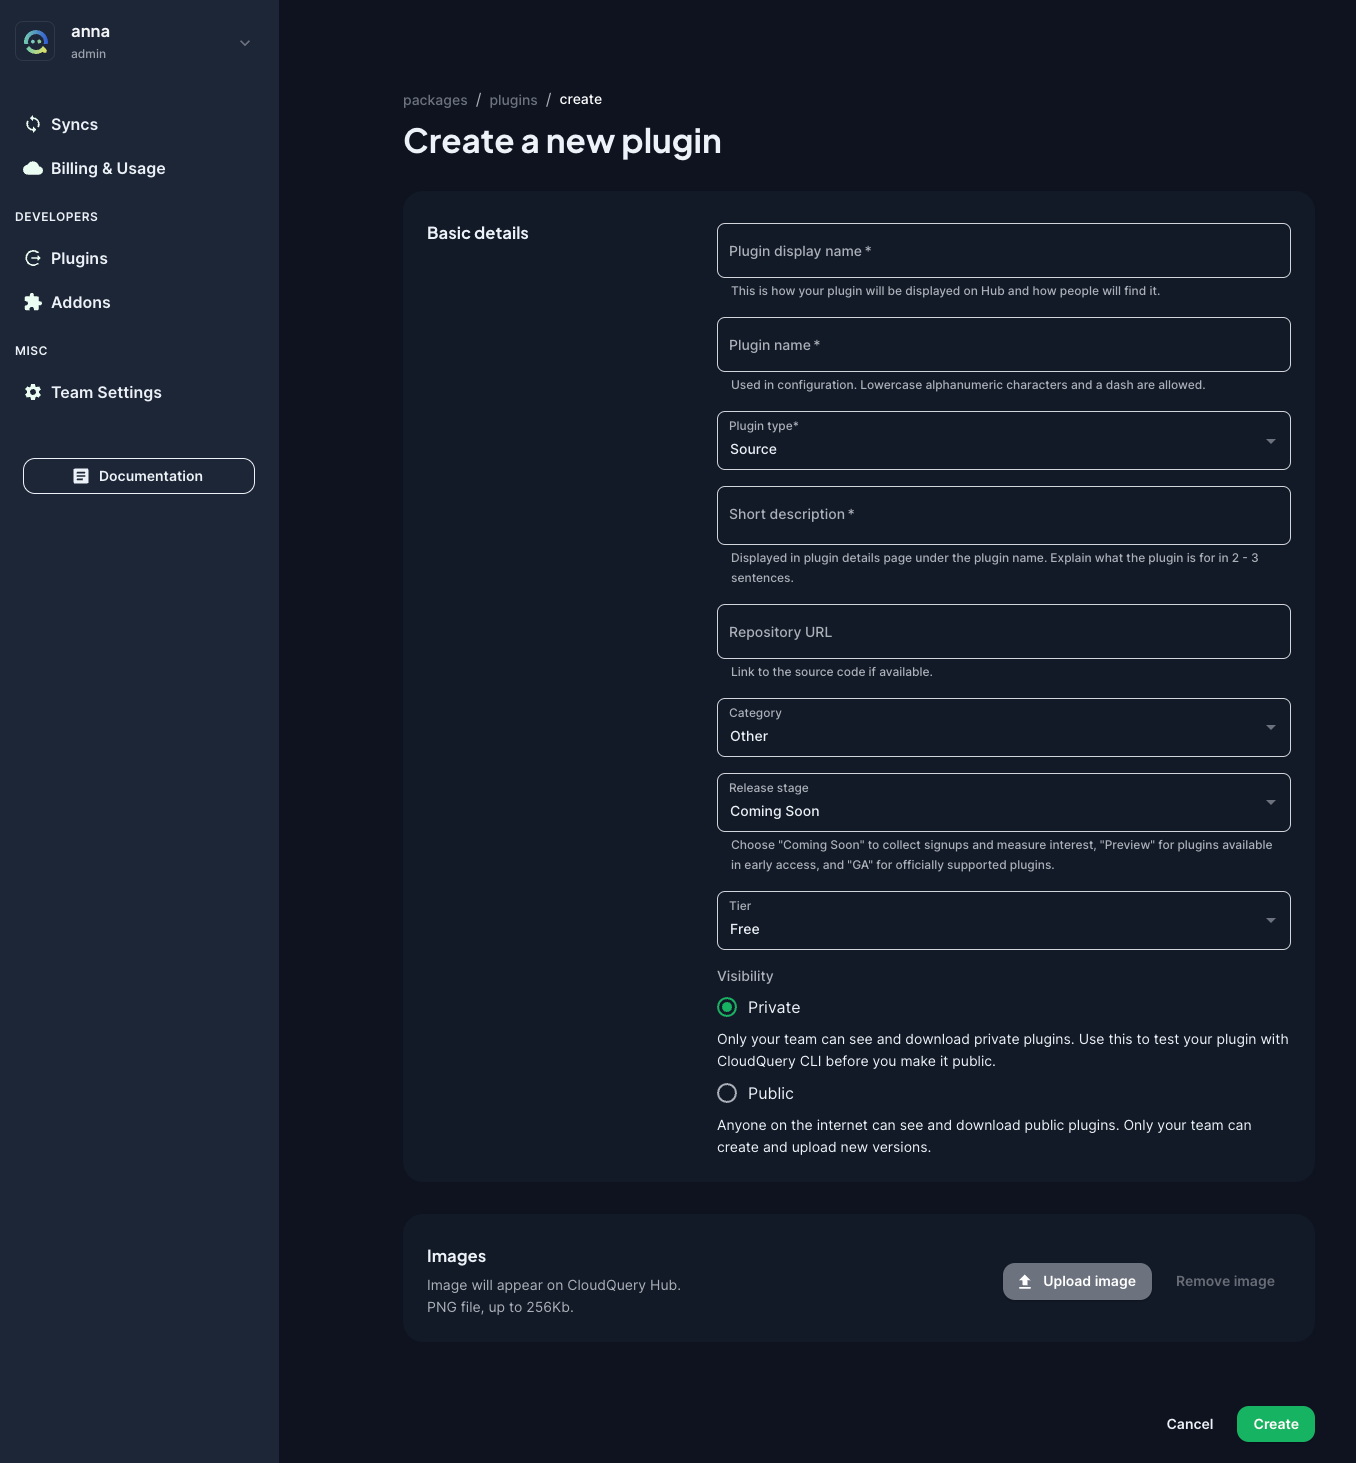 anna
admin
Syncs
Billing & Usage
DEVELOPERS
Plugins
Addons
MISC
Team Settings
Documentation
packages / plugins / create
Create a new plugin
Basic details
Plugin display name *
This is how your plugin will be displayed on Hub and how people will find it.
Plugin name *
Used in configuration. Lowercase alphanumeric characters and a dash are allowed.
Plugin type*
Source
Short description *
Displayed in plugin details page under the plugin name. Explain what the plugin is for in 2 - 3
sentences.
Repository URL
Link to the source code if available.
Category
Other
Release stage
Coming Soon
Choose "Coming Soon" to collect signups and measure interest, "Preview" for plugins available
in early access, and "GA" for officially supported plugins.
Tier
Free
Visibility
Private
Only your team can see and download private plugins. Use this to test your plugin with
CloudQuery CLI before you make it public.
Public
Anyone on the internet can see and download public plugins. Only your team can
create and upload new versions.
Images
Image will appear on CloudQuery Hub.
PNG file, up to 256Kb.
Upload image
Remove image
Cancel
Create